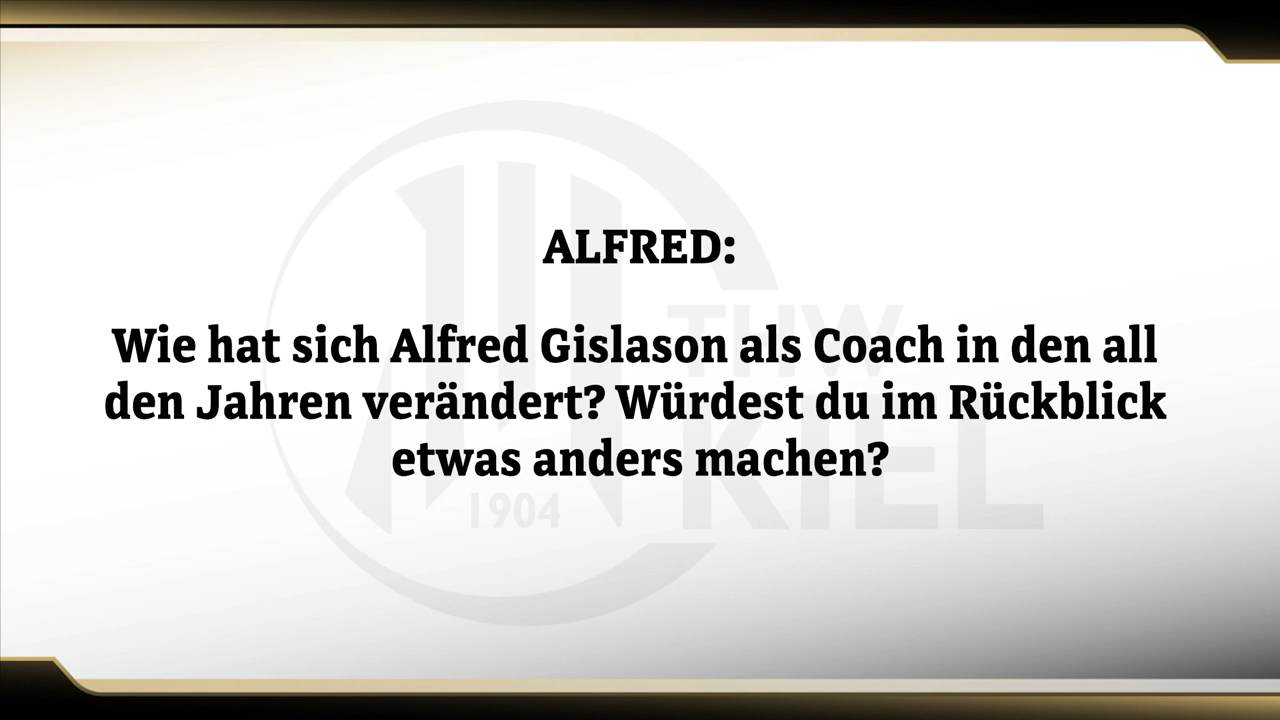 ALFRED:
Wie hat sich Alfred Gislason als Coach in den all
den Jahren verändert? Würdest du im Rückblick
etwas anders machen?
THW
KIEL
1904